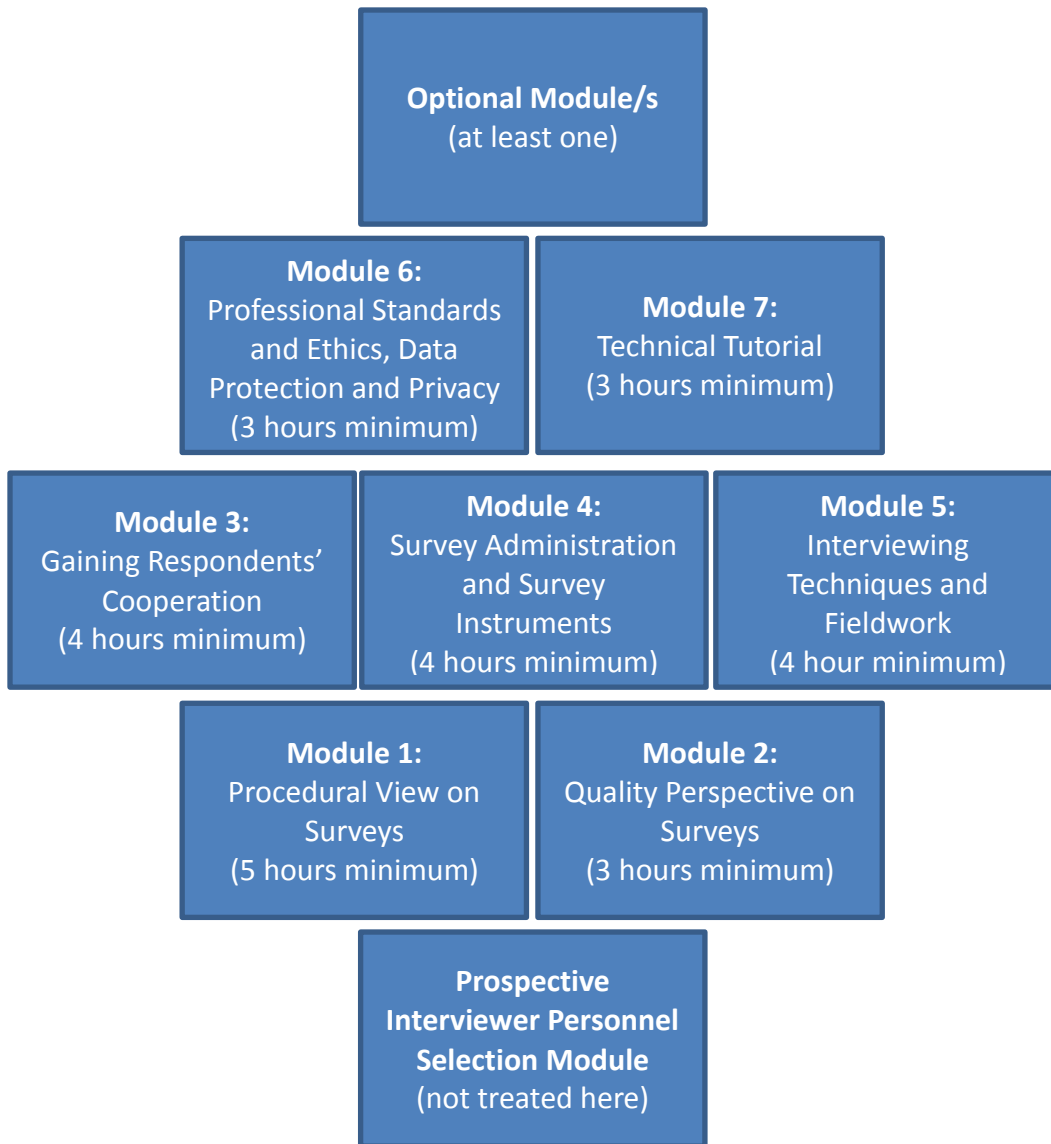 Optional Module/s
(at least one)
Module 6:
Professional Standards
and Ethics, Data
Protection and Privacy
(3 hours minimum)
Module 7:
Technical Tutorial
(3 hours minimum)
Module 3:
Gaining Respondents’
Cooperation
(4 hours minimum)
Module 4:
Survey Administration
and Survey
Instruments
(4 hours minimum)
Module 5:
Interviewing
Techniques and
Fieldwork
(4 hour minimum)
Module 1:
Procedural View on
Surveys
(5 hours minimum)
Module 2:
Quality Perspective on
Surveys
(3 hours minimum)
Prospective
Interviewer Personnel
Selection Module
(not treated here)